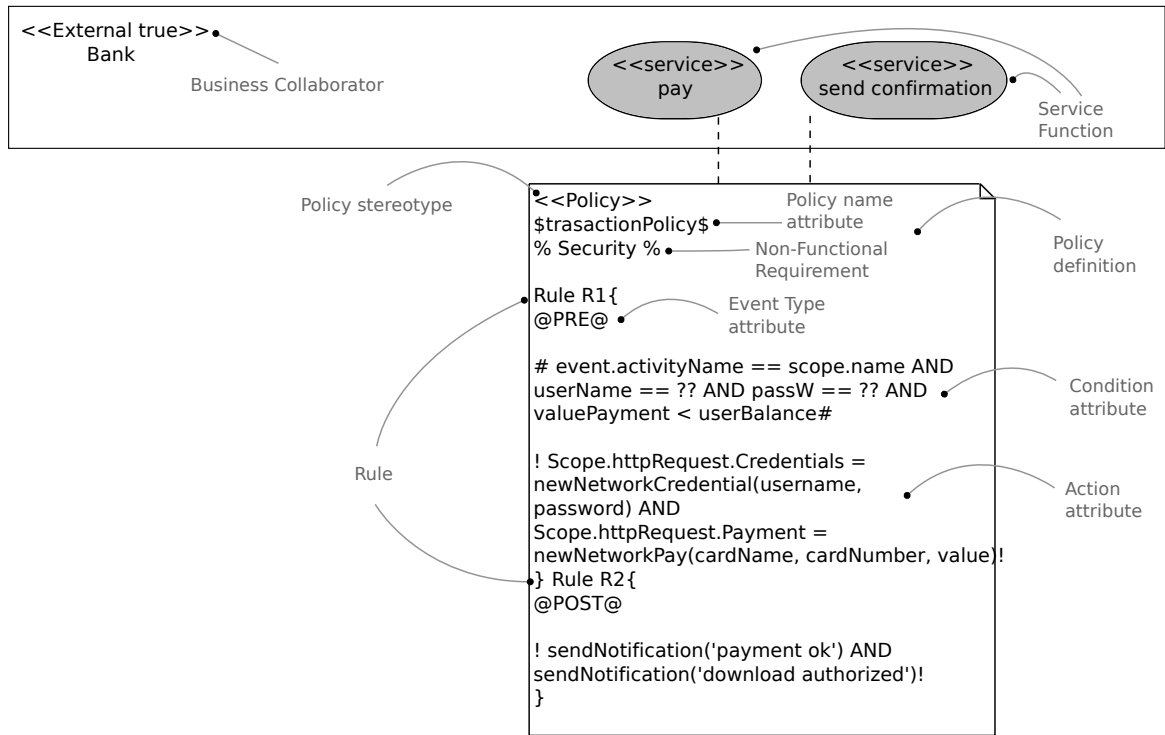 <<External true>>
Bank
Business Collaborator
<<service>>
pay
<<service>>
send confirmation
Service
Function
Policy stereotype
<<Policy>>
$trasactionPolicy$
% Security %
Policy name
attribute
Non-Functional
Requirement
Policy
definition
Rule R1{
@PRE@
Event Type
attribute
# event.activityName == scope.name AND
userName == ?? AND passW == ?? AND
valuePayment < userBalance#
Condition
attribute
Rule
! Scope.httpRequest.Credentials =
newNetworkCredential(username,
password) AND
Scope.httpRequest.Payment =
newNetworkPay(cardName, cardNumber, value)!
Action
attribute
} Rule R2{
@POST@
! sendNotification('payment ok') AND
sendNotification('download authorized')!
}